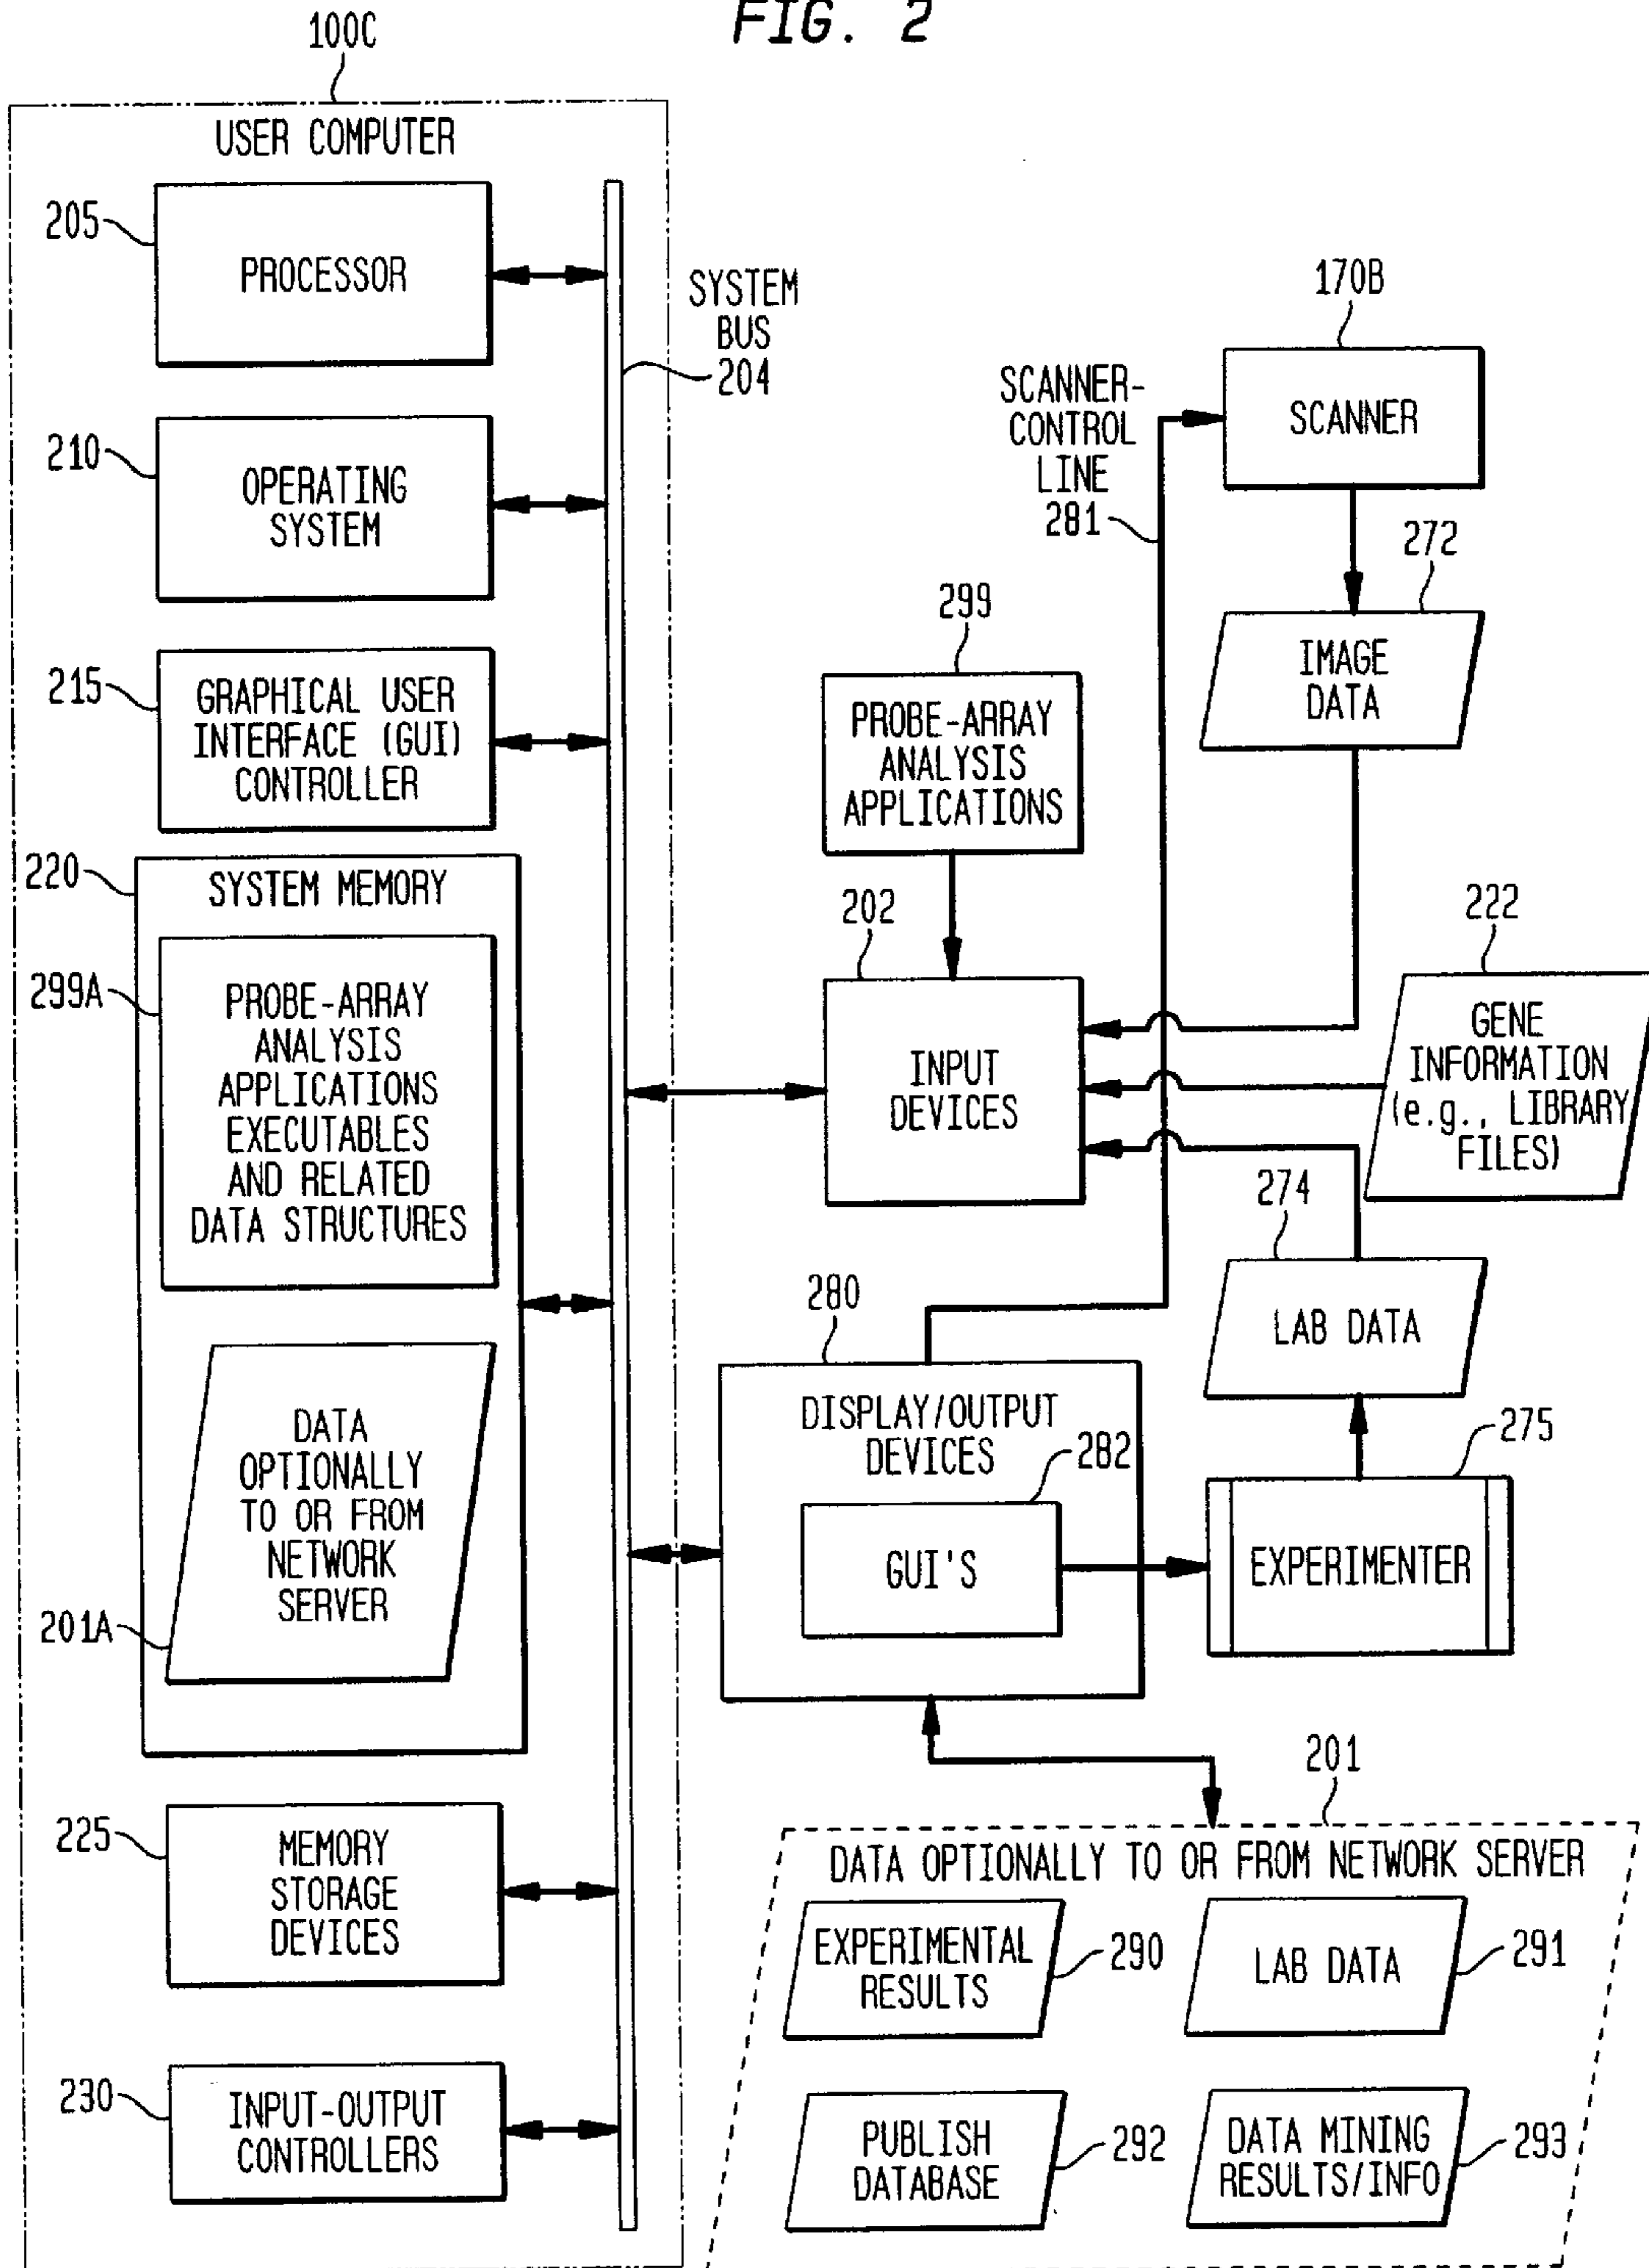 FIG. 2
100C
USER COMPUTER
205
PROCESSOR
SYSTEM
BUS
204
210
OPERATING
SYSTEM
215
GRAPHICAL USER
INTERFACE (GUI)
CONTROLLER
220
SYSTEM MEMORY
299A
PROBE-ARRAY
ANALYSIS
APPLICATIONS
EXECUTABLES
AND RELATED
DATA STRUCTURES
DATA
OPTIONALLY
TO OR FROM
NETWORK
SERVER
201A
225
MEMORY
STORAGE
DEVICES
230
INPUT-OUTPUT
CONTROLLERS
170B
SCANNER
SCANNER-
CONTROL
LINE
281
272
IMAGE
DATA
299
PROBE-ARRAY
ANALYSIS
APPLICATIONS
202
INPUT
DEVICES
222
GENE
INFORMATION
(e.g., LIBRARY
FILES)
274
LAB DATA
280
DISPLAY/OUTPUT
DEVICES
282
GUI'S
275
EXPERIMENTER
201
DATA OPTIONALLY TO OR FROM NETWORK SERVER
EXPERIMENTAL
RESULTS
290
LAB DATA
291
PUBLISH
DATABASE
292
DATA MINING
RESULTS/INFO
293